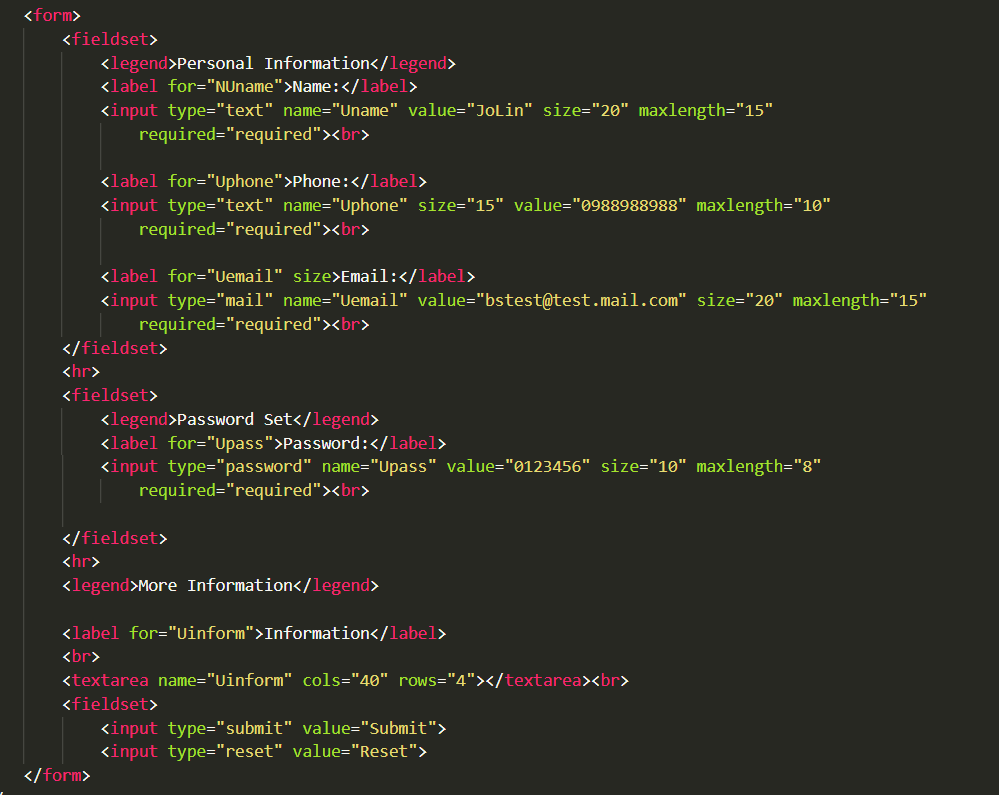 <form>
<fieldset>
<legend>Personal Information</legend>
<label for="NUname">Name:</label>
<input type="text" name="Uname" value="JoLin" size="20" maxlength="15"
required="required"><br>
<label for="Uphone">Phone:</label>
<input type="text" name="Uphone" size="15" value="0988988988" maxlength="10"
required="required"><br>
<label for="Uemail" size>Email:</label>
<input type="mail" name="Uemail" value="bstest@test.mail.com" size="20" maxlength="15"
required="required"><br>
</fieldset>
<hr>
<fieldset>
<legend>Password Set</legend>
<label for="Upass">Password:</label>
<input type="password" name="Upass" value="0123456" size="10" maxlength="8"
required="required"><br>
</fieldset>
<hr>
<legend>More Information</legend>
<label for="Uinform">Information</label>
<br>
<textarea name="Uinform" cols="40" rows="4"></textarea><br>
<fieldset>
<input type="submit" value="Submit">
<input type="reset" value="Reset">
</form>